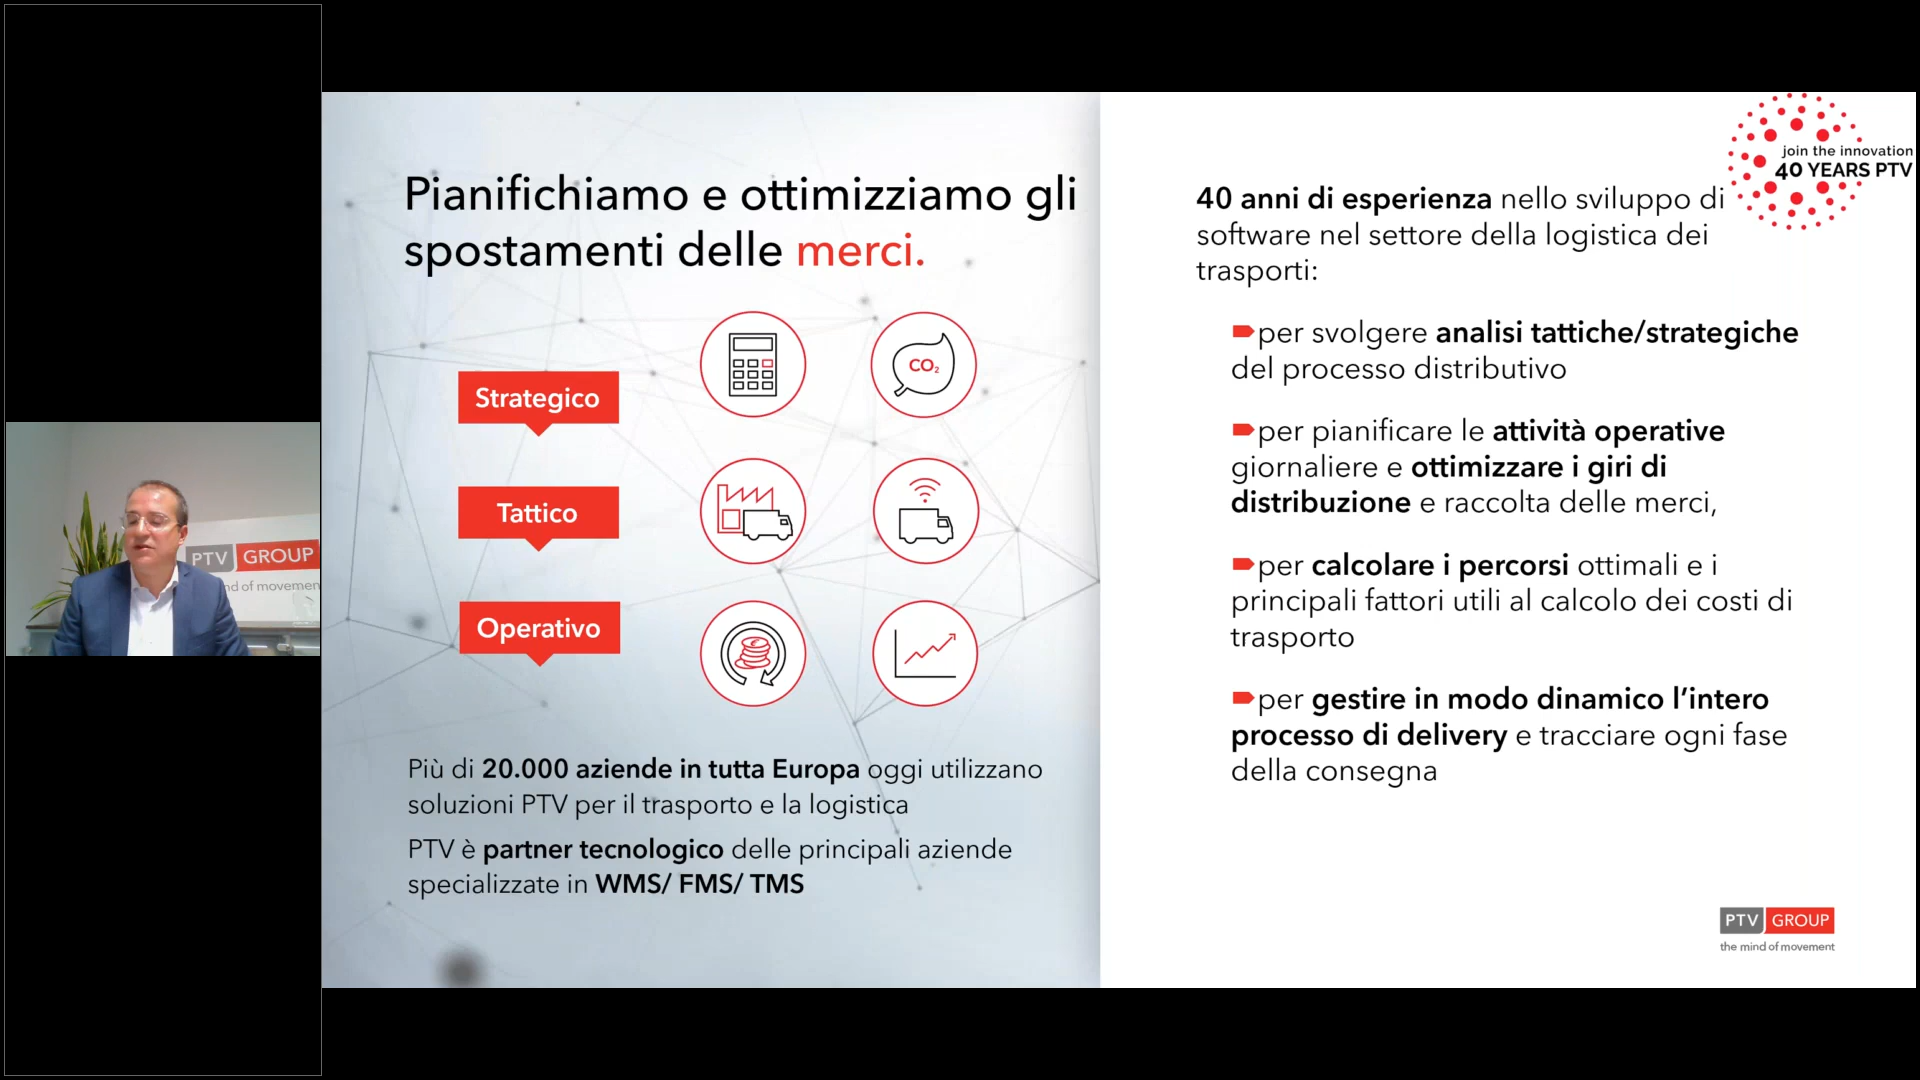 Pianifichiamo e ottimizziamo gli
spostamenti delle merci.
Strategico
Tattico
Operativo
CO₂
Più di 20.000 aziende in tutta Europa oggi utilizzano
soluzioni PTV per il trasporto e la logistica
PTV è partner tecnologico delle principali aziende
specializzate in WMS/ FMS/ TMS
join the innovation
40 YEARS PTV
40 anni di esperienza nello sviluppo di
software nel settore della logistica dei
trasporti:
per svolgere analisi tattiche/strategiche
del processo distributivo
per pianificare le attività operative
giornaliere e ottimizzare i giri di
distribuzione e raccolta delle merci,
per calcolare i percorsi ottimali e i
principali fattori utili al calcolo dei costi di
trasporto
per gestire in modo dinamico l’intero
processo di delivery e tracciare ogni fase
della consegna
PTV GROUP
the mind of movement
PTV GROUP
nd of movemen